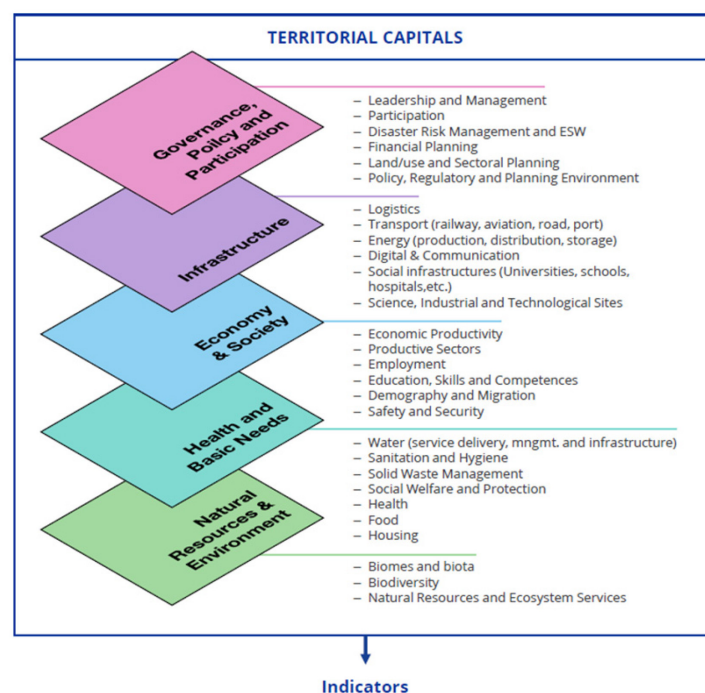 TERRITORIAL CAPITALS
Governance,
Poilcy and
Participation
– Leadership and Management
– Participation
– Disaster Risk Management and ESW
– Financial Planning
– Land/use and Sectoral Planning
– Policy, Regulatory and Planning Environment
Infrastructure
– Logistics
– Transport (railway, aviation, road, port)
– Energy (production, distribution, storage)
– Digital & Communication
– Social infrastructures (Universities, schools,
hospitals,etc.)
– Science, Industrial and Technological Sites
Economy
& Society
– Economic Productivity
– Productive Sectors
– Employment
– Education, Skills and Competences
– Demography and Migration
– Safety and Security
Health and
Basic Needs
– Water (service delivery, mngmt. and infrastructure)
– Sanitation and Hygiene
– Solid Waste Management
– Social Welfare and Protection
– Health
– Food
– Housing
Natural
Resources &
Environment
– Biomes and biota
– Biodiversity
– Natural Resources and Ecosystem Services
Indicators